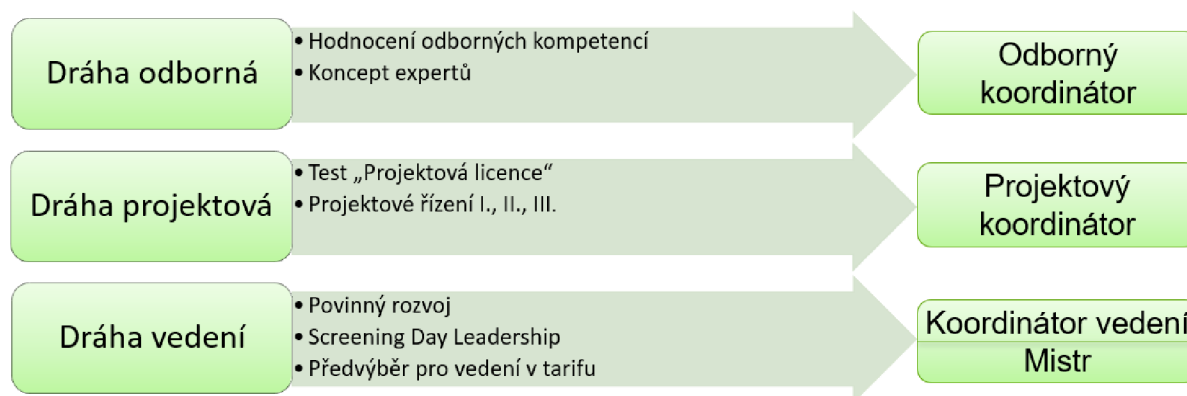 Dráha odborná
• Hodnocení odborných kompetencí
• Koncept expertů
Odborný
koordinátor
Dráha projektová
• Test „Projektová licence“
• Projektové řízení I., II., III.
Projektový
koordinátor
Dráha vedení
• Povinný rozvoj
• Screening Day Leadership
• Předvýběr pro vedení v tarifu
Koordinátor vedení
Mistr